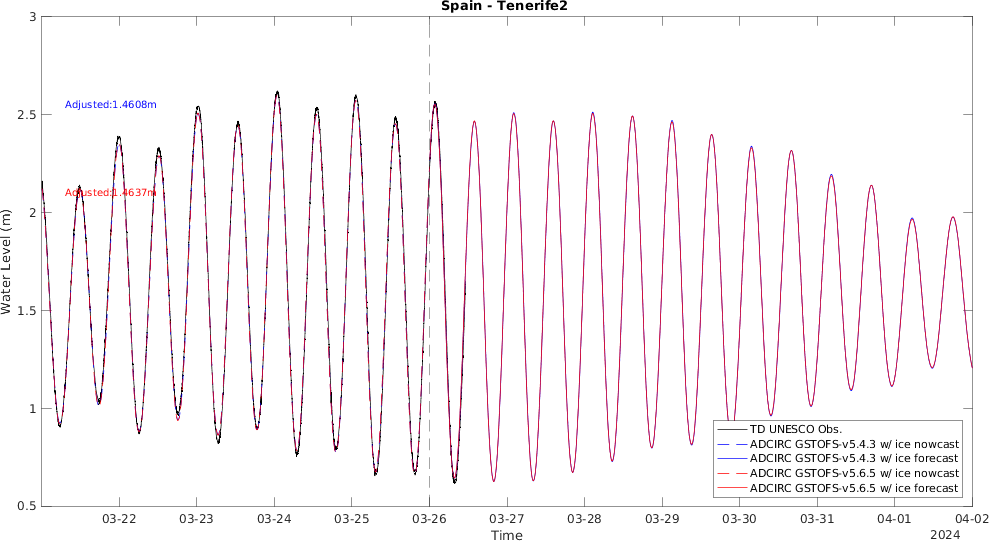 Spain - Tenerife2
3
2.5
2
1.5
1
0.5
Water Level (m)
Adjusted:1.4608m
Adjusted:1.4637m
TD UNESCO Obs.
ADCIRC GSTOFS-v5.4.3 w/ ice nowcast
ADCIRC GSTOFS-v5.4.3 w/ ice forecast
ADCIRC GSTOFS-v5.6.5 w/ ice nowcast
ADCIRC GSTOFS-v5.6.5 w/ ice forecast
03-22 03-23 03-24 03-25 03-26 03-27 03-28 03-29 03-30 03-31 04-01 04-02
Time
2024